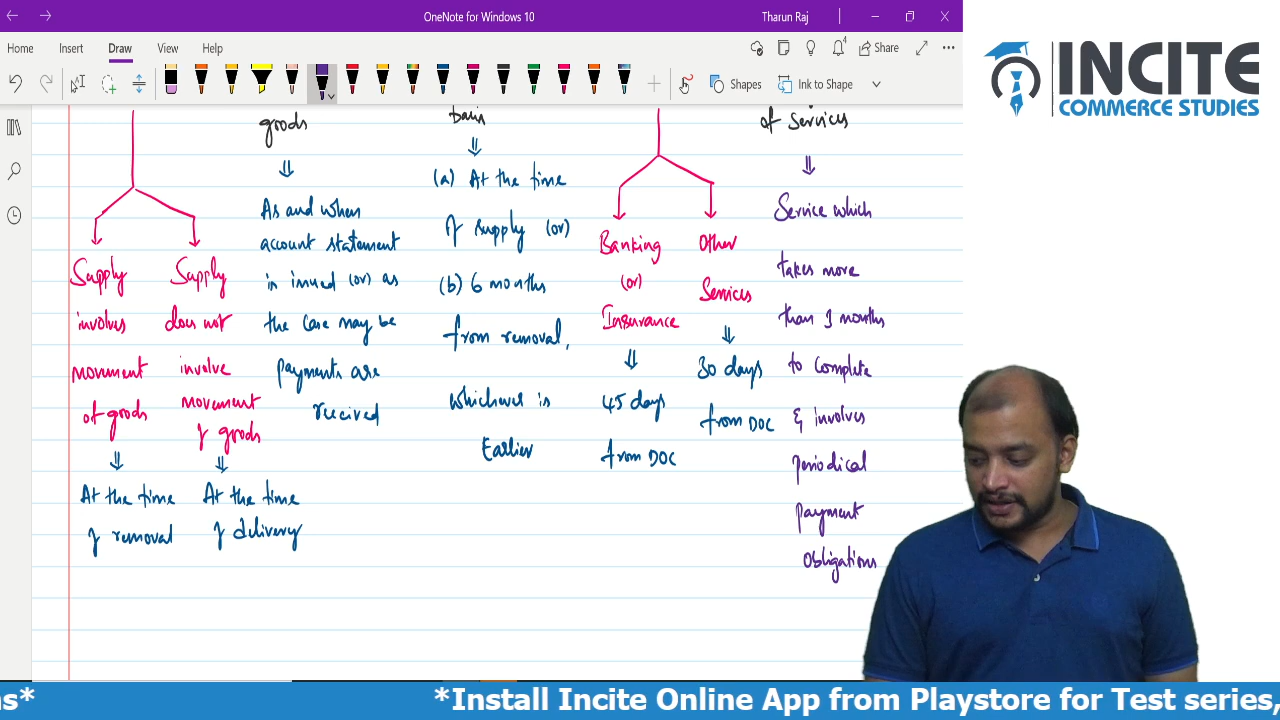 OneNote for Windows 10
Tharun Raj
Home
Insert
Draw
View
Help
4
Share
Shapes
Ink to Shape
INCITE
COMMERCE STUDIES
goods
As and when
account statement
is issued (or) as
the case may be
payments are
received
basis
(a) At the time
of supply (or)
(b) 6 months
from removal,
whichever is
Earlier
of Services
Service which
takes more
than 3 months
to complete
& involves
periodical
payment
obligations
Supply
involves
movement
of goods
At the time
of removal
Supply
does not
involve
movement
of goods
At the time
of delivery
Banking
(or)
Insurance
45 days
from DOC
Other
Services
30 days
from DOC
ns*
*Install Incite Online App from Playstore for Test series,